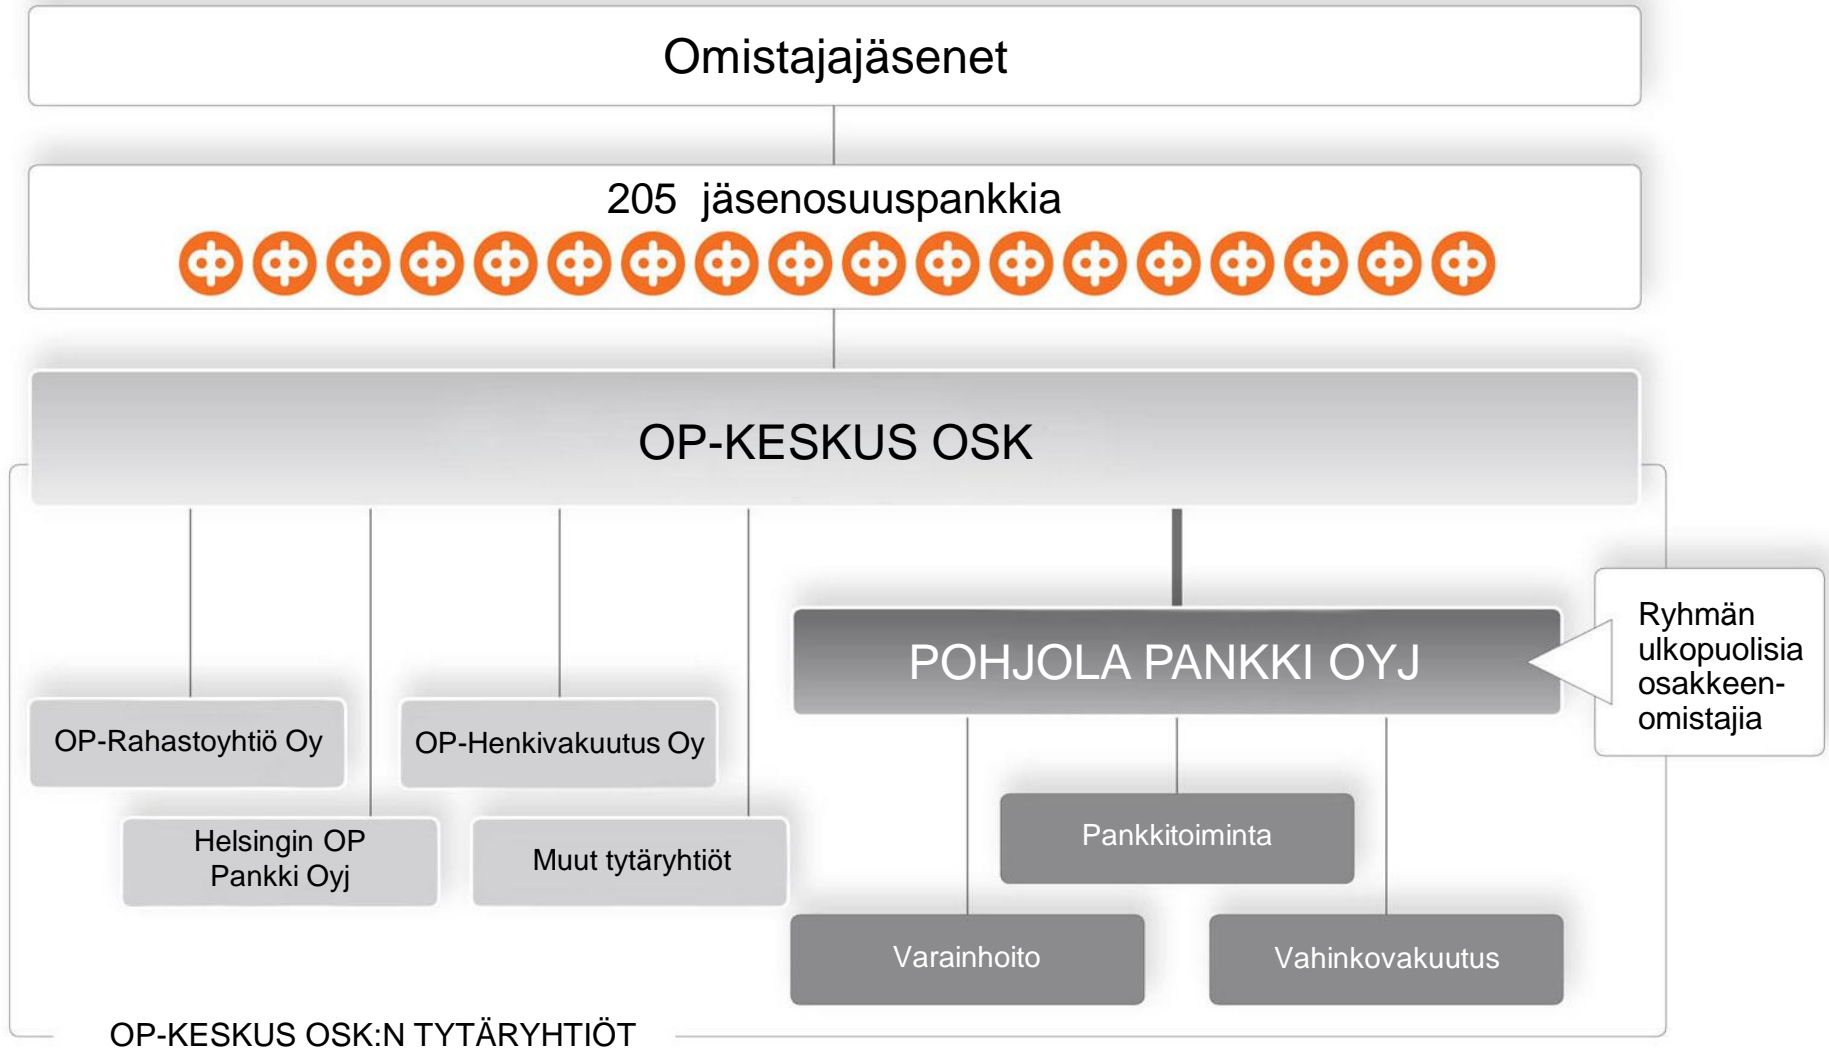 Omistajajäsenet
205 jäsenosuuspankkia
OP-KESKUS OSK
POHJOLA PANKKI OYJ
Ryhmän
ulkopuolisia
osakkeen-
omistajia
OP-Rahastoyhtiö Oy
OP-Henkivakuutus Oy
Helsingin OP
Pankki Oyj
Muut tytäryhtiöt
Pankkitoiminta
Varainhoito
Vahinkovakuutus
OP-KESKUS OSK:N TYTÄRYHTIÖT